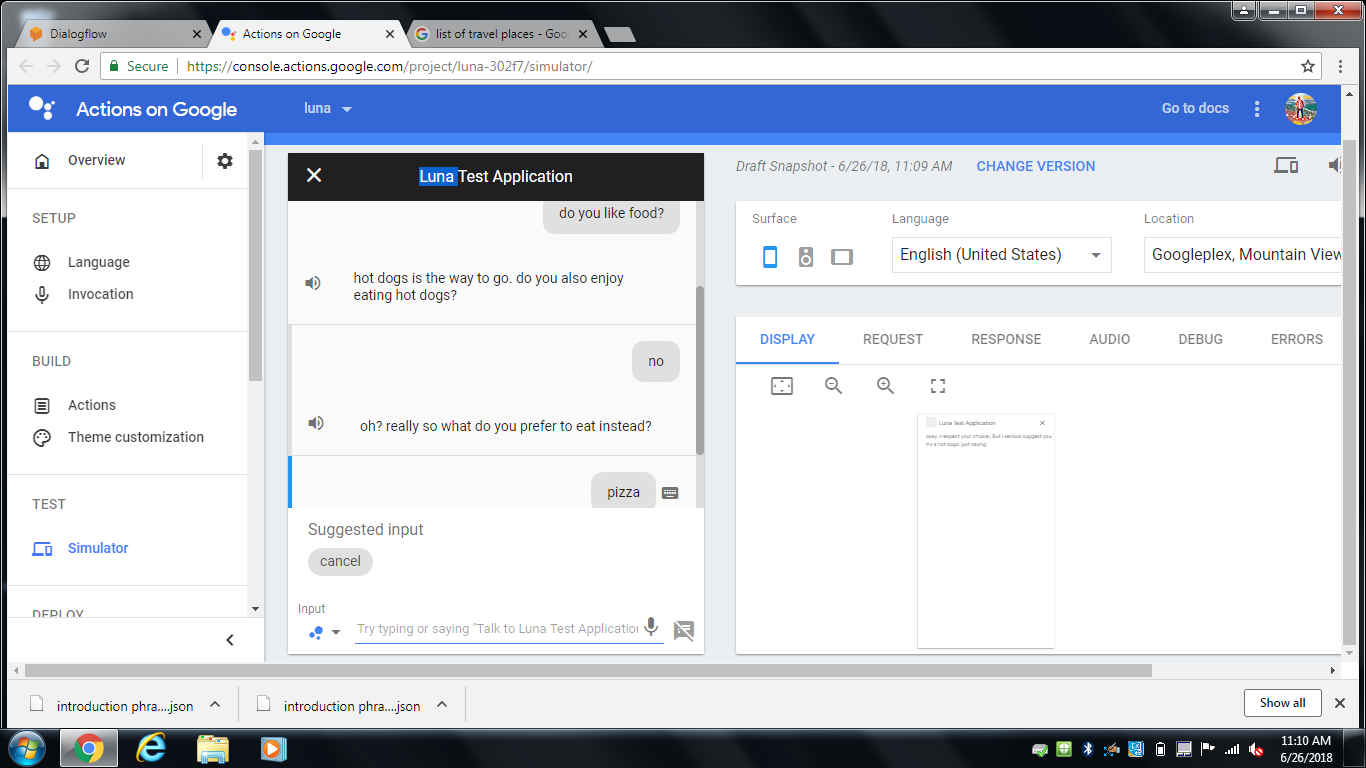 Dialogflow
Actions on Google
list of travel places - Goo
Secure
https://console.actions.google.com/project/luna-302f7/simulator/
Actions on Google
luna
Go to docs
Overview
SETUP
Language
Invocation
BUILD
Actions
Theme customization
TEST
Simulator
DEPLOY
Luna Test Application
do you like food?
hot dogs is the way to go. do you also enjoy
eating hot dogs?
no
oh? really so what do you prefer to eat instead?
pizza
Suggested input
cancel
Input
Try typing or saying "Talk to Luna Test Application
Draft Snapshot - 6/26/18, 11:09 AM
CHANGE VERSION
Surface
Language
Location
English (United States)
Googleplex, Mountain View
DISPLAY
REQUEST
RESPONSE
AUDIO
DEBUG
ERRORS
Luna Test Application
okay, i respect your choice,. But i serious suggest you
try a hot dogs. just saying
introduction phra....json
introduction phra....json
Show all
11:10 AM
6/26/2018